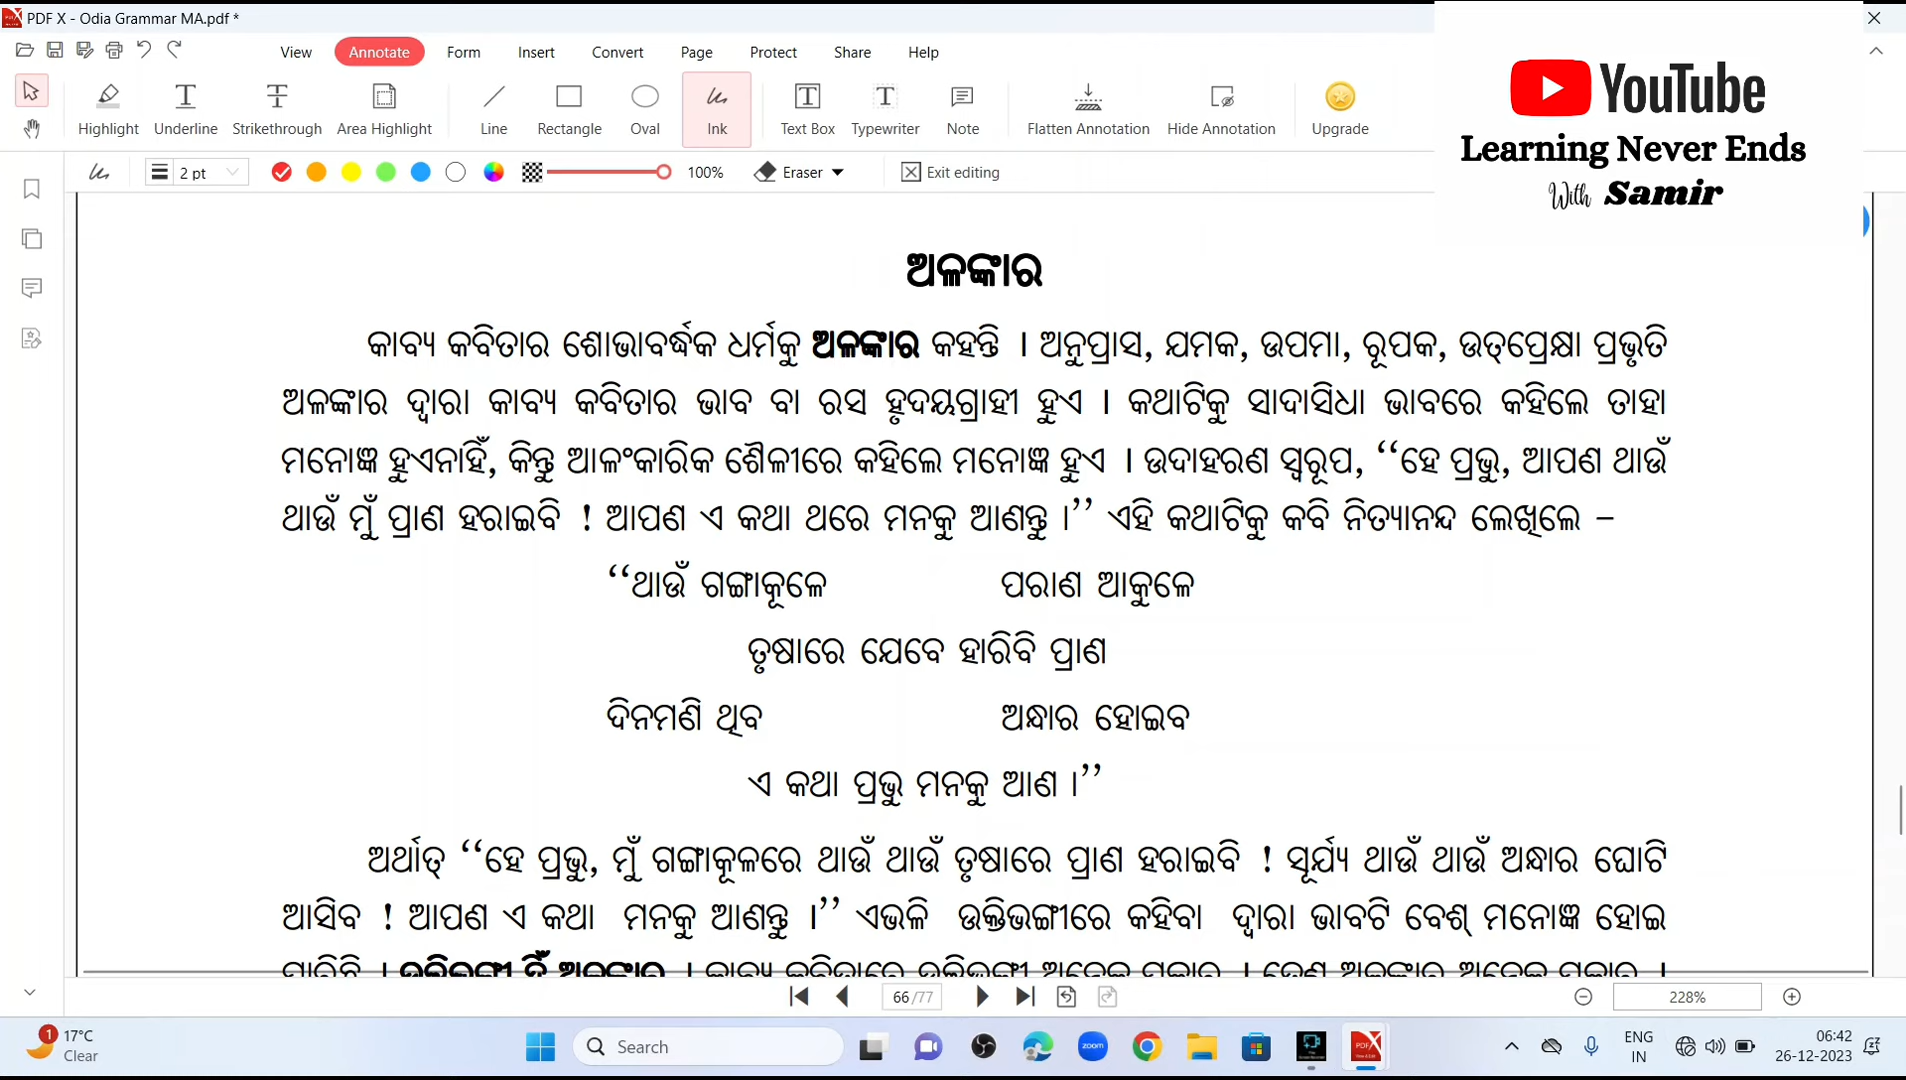 PDF X - Odia Grammar MA.pdf *
View Annotate Form Insert Convert Page Protect Share Help
Highlight Underline Strikethrough Area Highlight Line Rectangle Oval Ink Text Box Typewriter Note Flatten Annotation Hide Annotation Upgrade
2 pt 100% Eraser Exit editing
YouTube
Learning Never Ends
With Samir
ଅଳଙ୍କାର
କାବ୍ୟ କବିତାର ଶୋଭାବର୍ଦ୍ଧକ ଧର୍ମକୁ ଅଳଙ୍କାର କହନ୍ତି । ଅନୁପ୍ରାସ, ଯମକ, ଉପମା, ରୂପକ, ଉତ୍‌ପ୍ରେକ୍ଷା ପ୍ରଭୃତି
ଅଳଙ୍କାର ଦ୍ୱାରା କାବ୍ୟ କବିତାର ଭାବ ବା ରସ ହୃଦୟଗ୍ରାହୀ ହୁଏ । କଥାଟିକୁ ସାଦାସିଧା ଭାବରେ କହିଲେ ତାହା
ମନୋଜ୍ଞ ହୁଏନାହିଁ, କିନ୍ତୁ ଆଳଂକାରିକ ଶୈଳୀରେ କହିଲେ ମନୋଜ୍ଞ ହୁଏ । ଉଦାହରଣ ସ୍ୱରୂପ, ‘‘ହେ ପ୍ରଭୁ, ଆପଣ ଥାଉଁ
ଥାଉଁ ମୁଁ ପ୍ରାଣ ହରାଇବି ! ଆପଣ ଏ କଥା ଥରେ ମନକୁ ଆଣନ୍ତୁ ।’’ ଏହି କଥାଟିକୁ କବି ନିତ୍ୟାନନ୍ଦ ଲେଖିଲେ –
‘‘ଥାଉଁ ଗଙ୍ଗାକୂଳେ ପରାଣ ଆକୁଳେ
ତୃଷାରେ ଯେବେ ହାରିବି ପ୍ରାଣ
ଦିନମଣି ଥିବ ଅନ୍ଧାର ହୋଇବ
ଏ କଥା ପ୍ରଭୁ ମନକୁ ଆଣ ।’’
ଅର୍ଥାତ୍ ‘‘ହେ ପ୍ରଭୁ, ମୁଁ ଗଙ୍ଗାକୂଳରେ ଥାଉଁ ଥାଉଁ ତୃଷାରେ ପ୍ରାଣ ହରାଇବି ! ସୂର୍ଯ୍ୟ ଥାଉଁ ଥାଉଁ ଅନ୍ଧାର ଘୋଟି
ଆସିବ ! ଆପଣ ଏ କଥା ମନକୁ ଆଣନ୍ତୁ ।’’ ଏଭଳି ଉକ୍ତିଭଙ୍ଗୀରେ କହିବା ଦ୍ୱାରା ଭାବଟି ବେଶ୍ ମନୋଜ୍ଞ ହୋଇ
66 /77 228%
1 17°C
Clear
Search zoom ENG
IN
06:42
26-12-2023